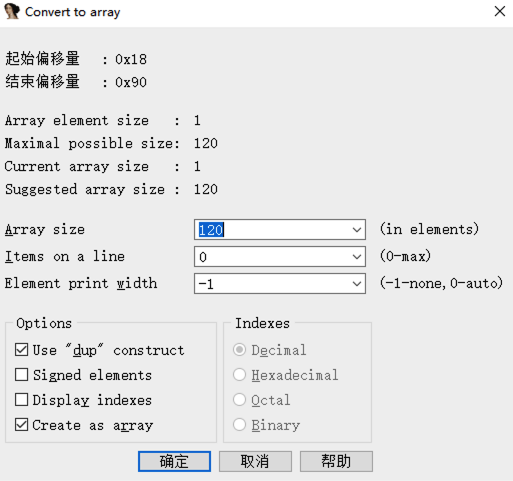 Convert to array
起始偏移量 : 0x18
结束偏移量 : 0x90
Array element size : 1
Maximal possible size: 120
Current array size : 1
Suggested array size : 120
Array size 120 (in elements)
Items on a line 0 (0-max)
Element print width -1 (-1-none,0-auto)
Options
Use "dup" construct
Signed elements
Display indexes
Create as array
Indexes
Decimal
Hexadecimal
Octal
Binary
确定 取消 帮助